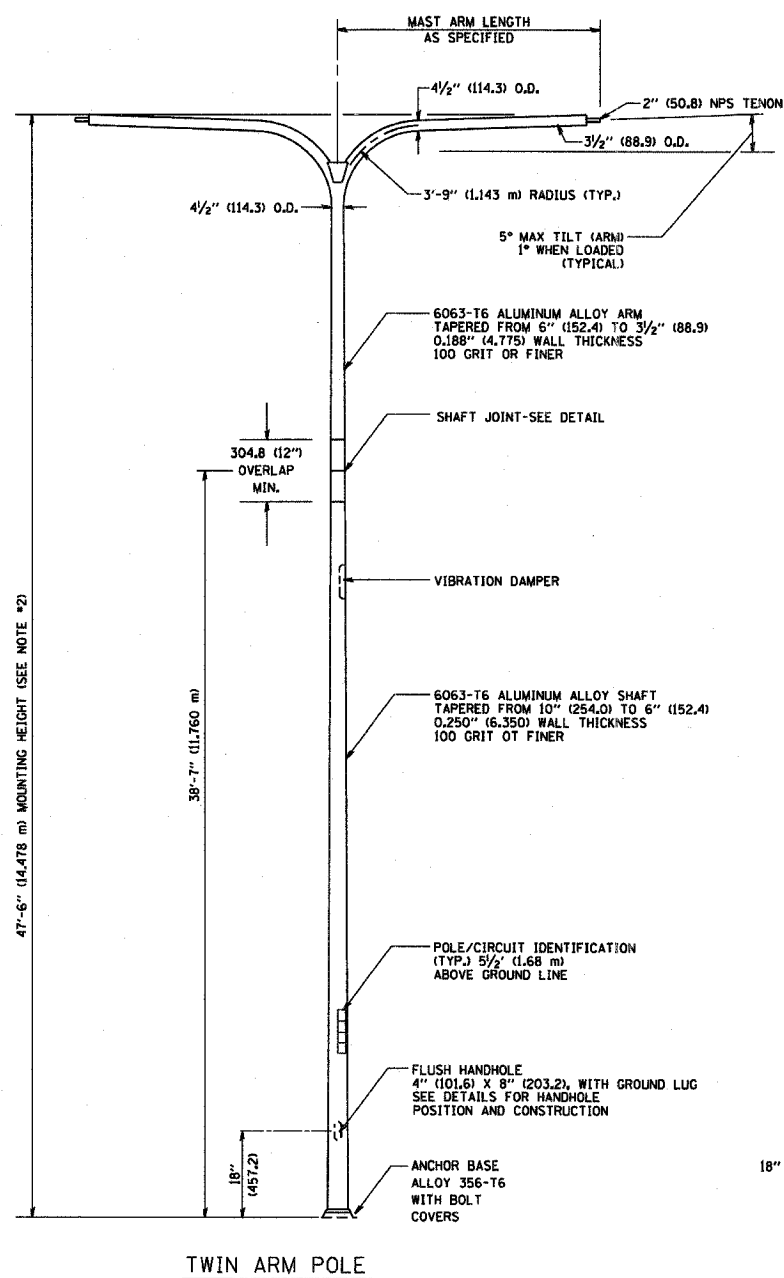 MAST ARM LENGTH
AS SPECIFIED
4½" (114.3) O.D.
2" (50.8) NPS TENON
3½" (88.9) O.D.
3'-9" (1.143 m) RADIUS (TYP.)
4½" (114.3) O.D.
5° MAX TILT (ARM)
1° WHEN LOADED
(TYPICAL)
6063-T6 ALUMINUM ALLOY ARM
TAPERED FROM 6" (152.4) TO 3½" (88.9)
0.188" (4.775) WALL THICKNESS
100 GRIT OR FINER
SHAFT JOINT-SEE DETAIL
304.8 (12")
OVERLAP
MIN.
VIBRATION DAMPER
47'-6" (14.478 m) MOUNTING HEIGHT (SEE NOTE #2)
38'-7" (11.760 m)
6063-T6 ALUMINUM ALLOY SHAFT
TAPERED FROM 10" (254.0) TO 6" (152.4)
0.250" (6.350) WALL THICKNESS
100 GRIT OT FINER
POLE/CIRCUIT IDENTIFICATION
(TYP.) 5½' (1.68 m)
ABOVE GROUND LINE
FLUSH HANDHOLE
4" (101.6) X 8" (203.2), WITH GROUND LUG
SEE DETAILS FOR HANDHOLE
POSITION AND CONSTRUCTION
18"
(457.2)
ANCHOR BASE
ALLOY 356-T6
WITH BOLT
COVERS
18"
TWIN ARM POLE